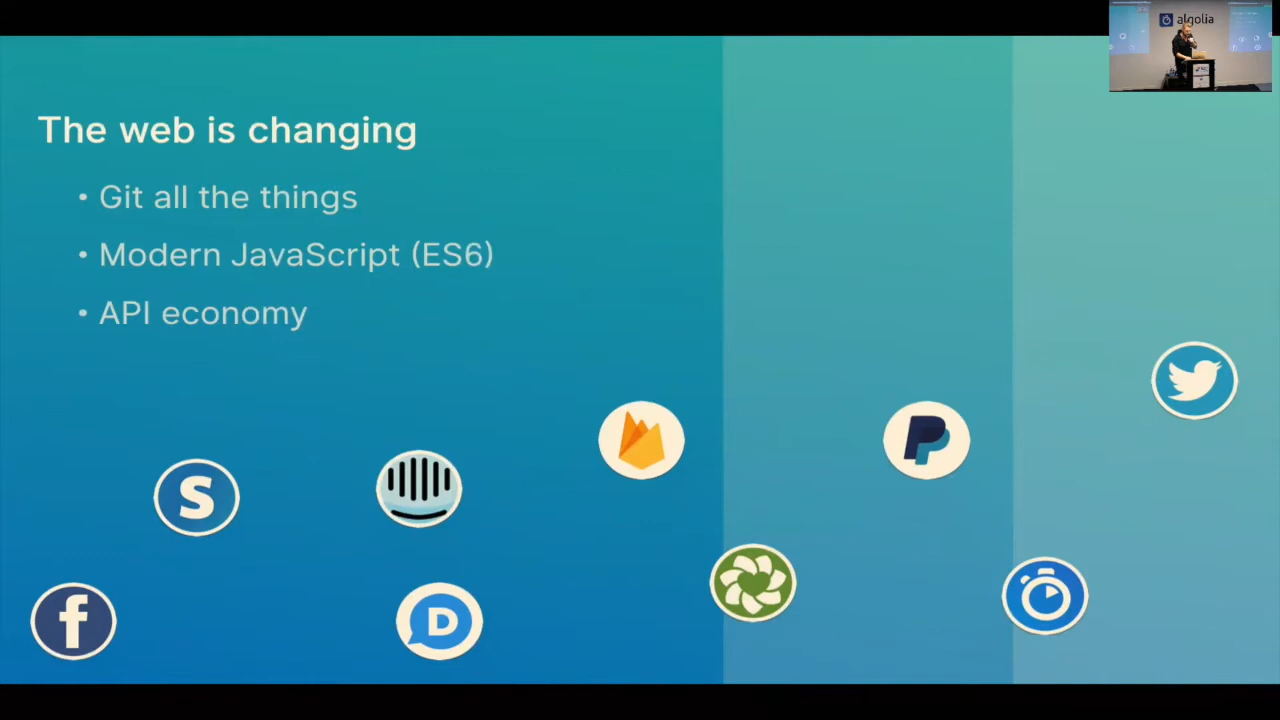 The web is changing
• Git all the things
• Modern JavaScript (ES6)
• API economy
algolia
S
f
D
P